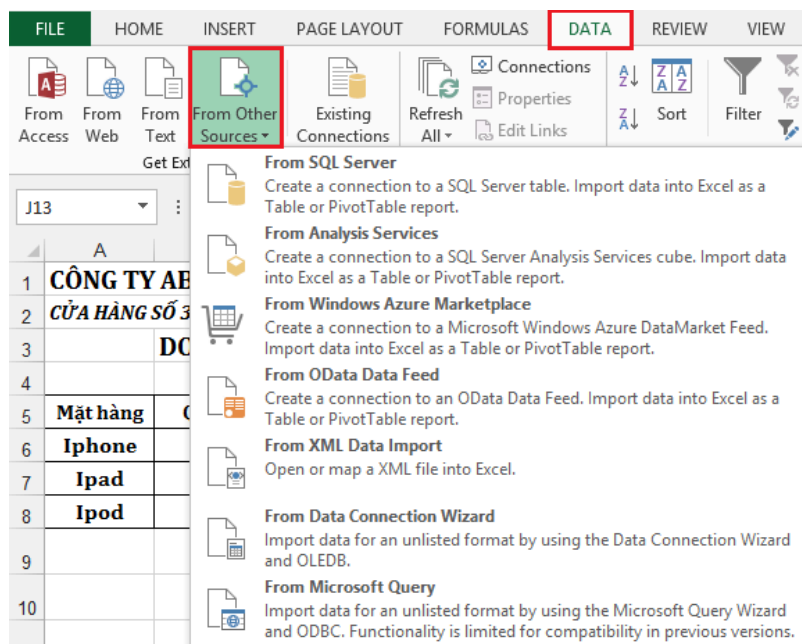 FILE HOME INSERT PAGE LAYOUT FORMULAS DATA REVIEW VIEW
From Access
From Web
From Text
From Other Sources
Existing Connections
Refresh All
Connections
Properties
Edit Links
Sort
Filter
Get Ext
J13
A
1 CÔNG TY AB
2 CỬA HÀNG SỐ 3
3 DO
4
5 Mặt hàng
6 Iphone
7 Ipad
8 Ipod
9
10
From SQL Server
Create a connection to a SQL Server table. Import data into Excel as a
Table or PivotTable report.
From Analysis Services
Create a connection to a SQL Server Analysis Services cube. Import data
into Excel as a Table or PivotTable report.
From Windows Azure Marketplace
Create a connection to a Microsoft Windows Azure DataMarket Feed.
Import data into Excel as a Table or PivotTable report.
From OData Data Feed
Create a connection to an OData Data Feed. Import data into Excel as a
Table or PivotTable report.
From XML Data Import
Open or map a XML file into Excel.
From Data Connection Wizard
Import data for an unlisted format by using the Data Connection Wizard
and OLEDB.
From Microsoft Query
Import data for an unlisted format by using the Microsoft Query Wizard
and ODBC. Functionality is limited for compatibility in previous versions.